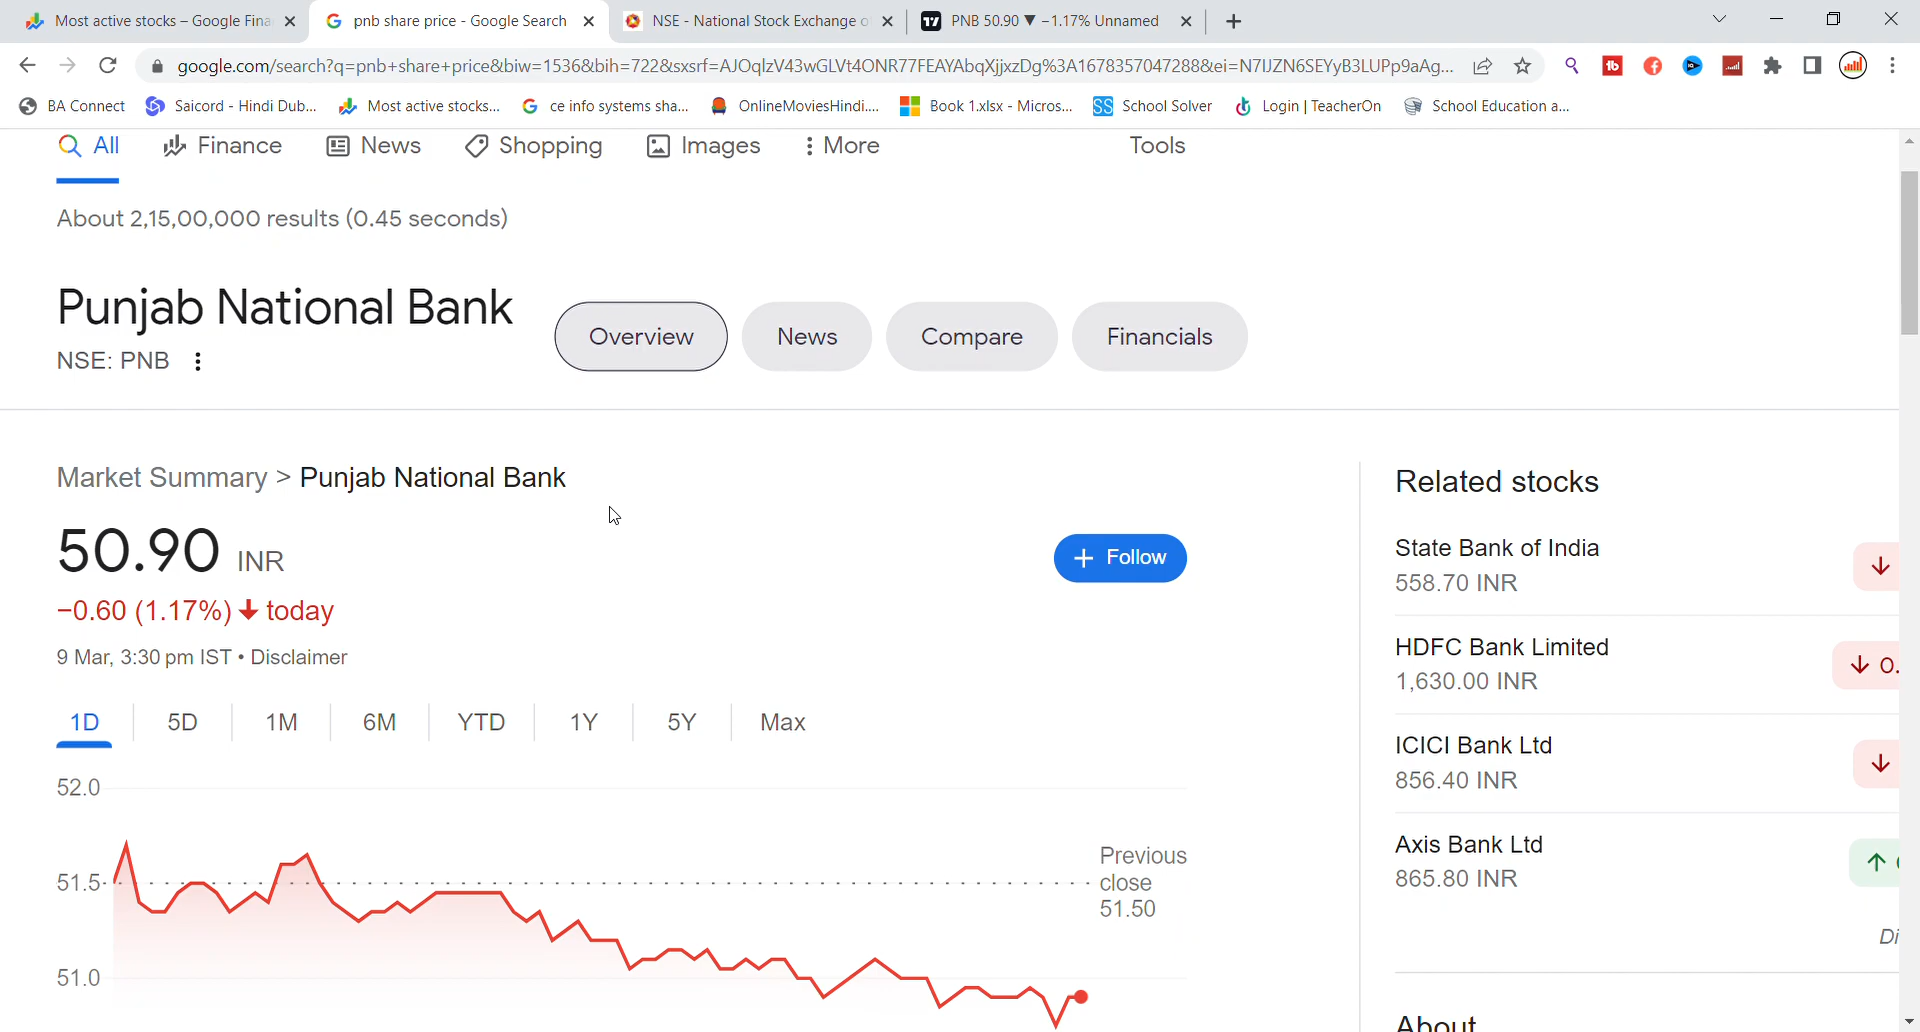 Most active stocks – Google Fina
pnb share price - Google Search
NSE - National Stock Exchange o
PNB 50.90 ▼ −1.17% Unnamed
google.com/search?q=pnb+share+price&biw=1536&bih=722&sxsrf=AJOqlzV43wGLVt4ONR77FEAYAbqXjjxzDg%3A1678357047288&ei=N7IJZN6SEYyB3LUPp9aAg...
BA Connect
Saicord - Hindi Dub...
Most active stocks...
ce info systems sha...
OnlineMoviesHindi....
Book 1.xlsx - Micros...
School Solver
Login | TeacherOn
School Education a...
All
Finance
News
Shopping
Images
More
Tools
About 2,15,00,000 results (0.45 seconds)
Punjab National Bank
NSE: PNB
Overview
News
Compare
Financials
Market Summary > Punjab National Bank
50.90 INR
−0.60 (1.17%) ↓ today
9 Mar, 3:30 pm IST • Disclaimer
+ Follow
1D
5D
1M
6M
YTD
1Y
5Y
Max
52.0
51.5
51.0
Previous
close
51.50
Related stocks
State Bank of India
558.70 INR
HDFC Bank Limited
1,630.00 INR
↓ 0.
ICICI Bank Ltd
856.40 INR
Axis Bank Ltd
865.80 INR
Di
About